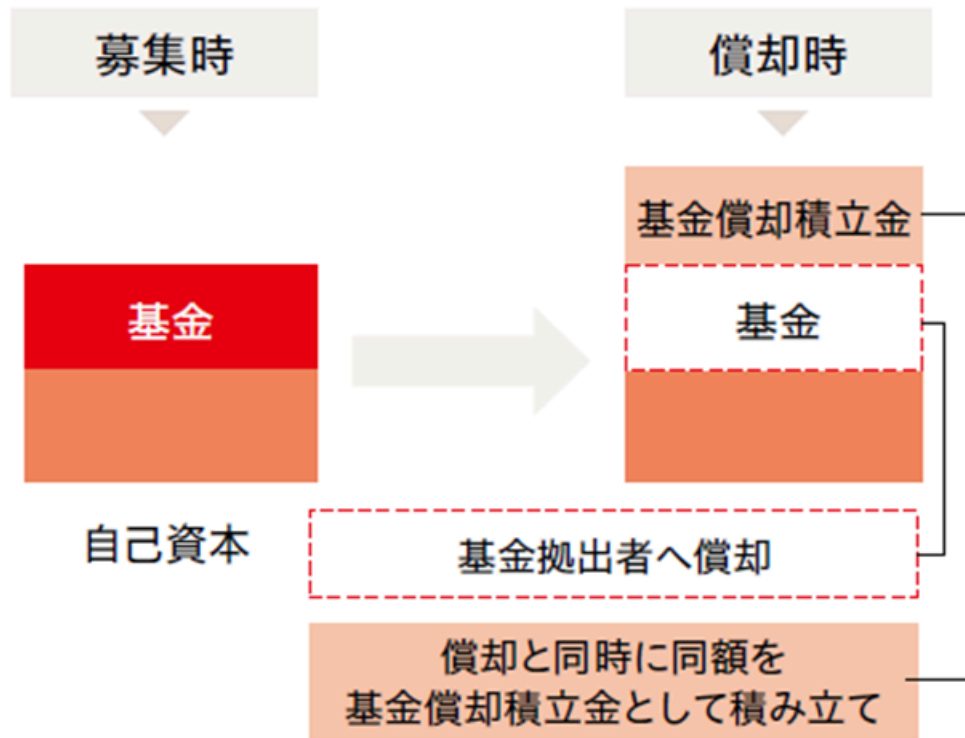 募集時
償却時
基金償却積立金
基金
基金
自己資本
基金拠出者へ償却
償却と同時に同額を
基金償却積立金として積み立て